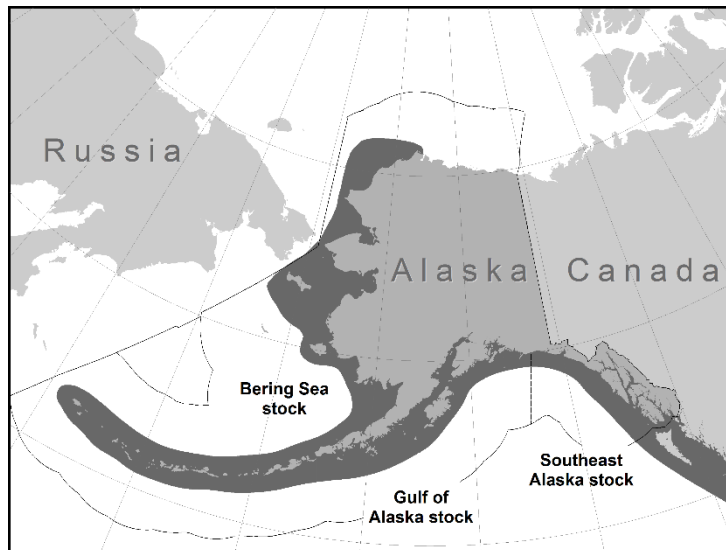 Russia
Alaska
Canada
Bering Sea
stock
Southeast
Alaska stock
Gulf of
Alaska stock